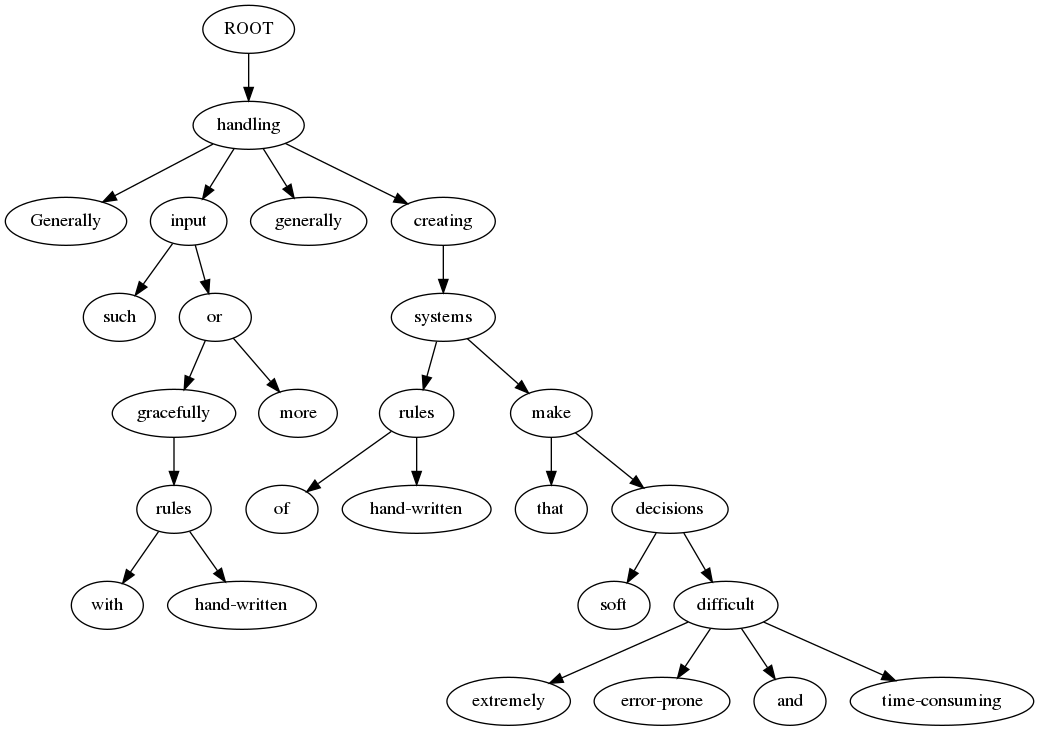 ROOT
handling
Generally input generally creating
such or systems
gracefully more rules make
rules of hand-written that decisions
with hand-written soft difficult
extremely error-prone and time-consuming